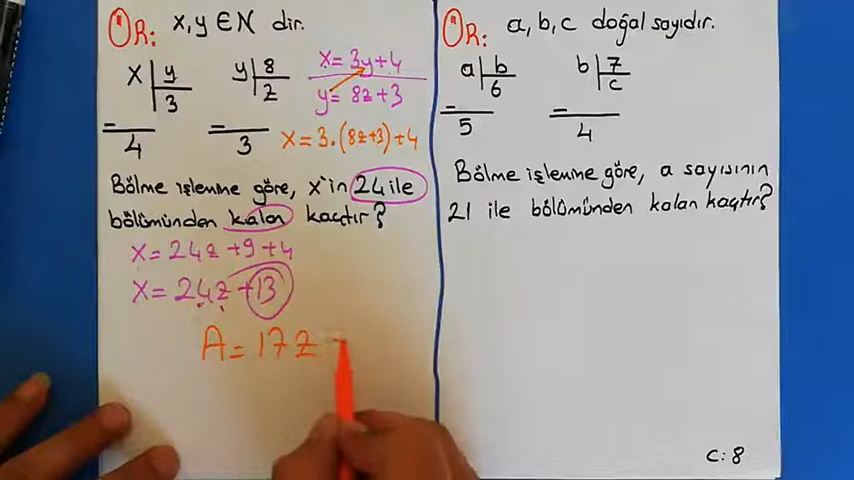 ÖR: x, y ∈ N dir.
x | y
3
4
y | 8
z
3
x = 3y + 4
y = 8z + 3
x = 3.(8z+3) + 4
Bölme işlemine göre, x'in 24 ile
bölümünden kalan kaçtır?
x = 24z + 9 + 4
x = 24z + 13
A = 17z
ÖR: a, b, c doğal sayıdır.
a | b
6
5
b | 7
c
4
Bölme işlemine göre, a sayısının
21 ile bölümünden kalan kaçtır?
C: 8